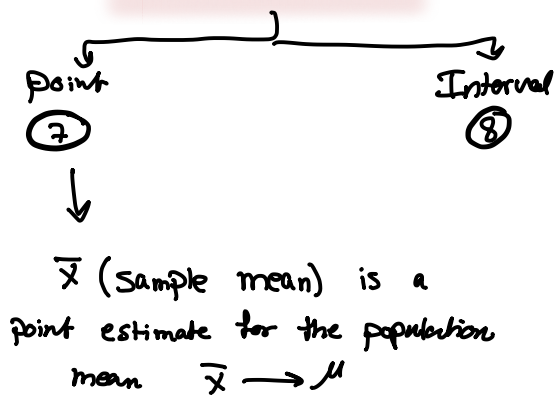 Point Interval
7 8
x̄ (sample mean) is a
point estimate for the population
mean x̄ → μ